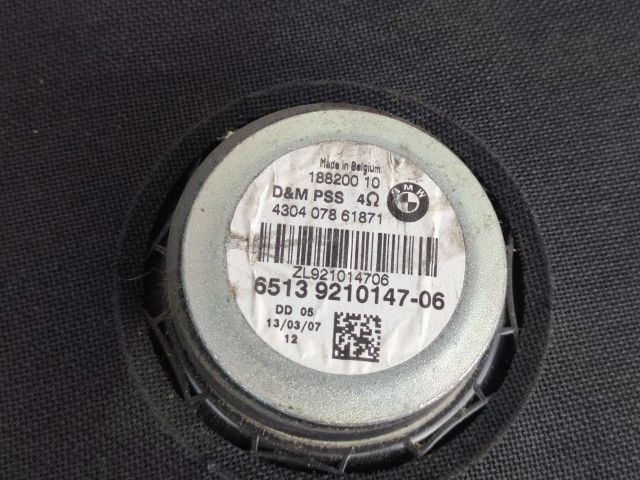 Made in Belgium
188200 10
D&M PSS 4Ω
BMW
4304 078 61871
ZL921014706
6513 9210147-06
DD 05
13/03/07
12